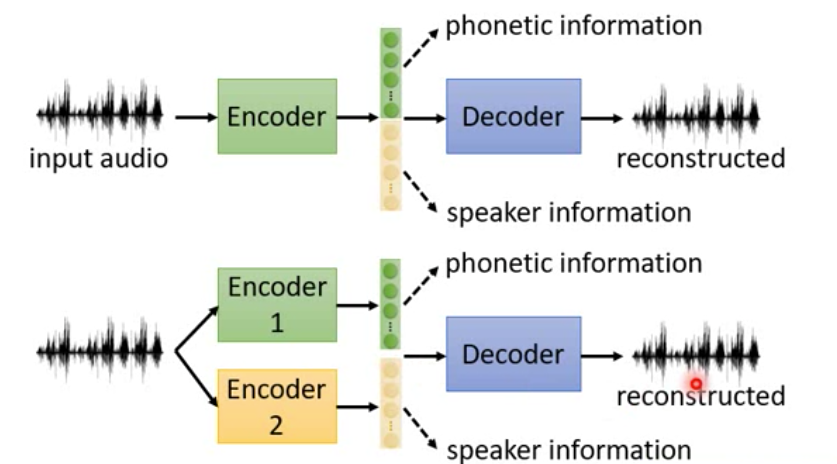 phonetic information
Encoder
Decoder
input audio
reconstructed
speaker information
phonetic information
Encoder
1
Decoder
Encoder
2
reconstructed
speaker information